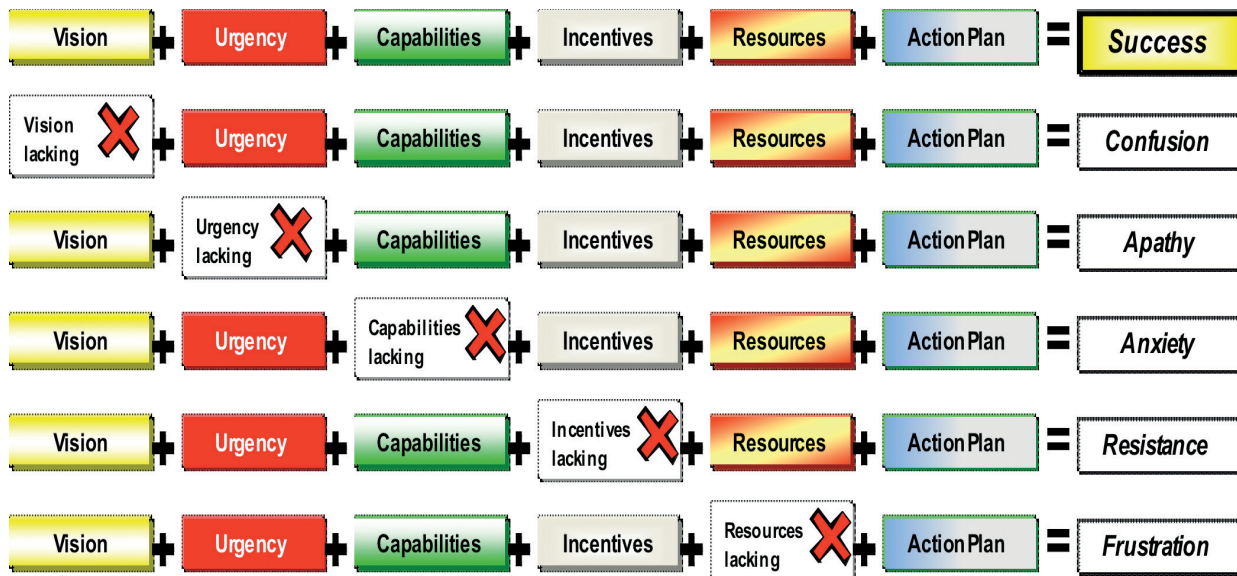 Vision + Urgency + Capabilities + Incentives + Resources + Action Plan = Success
Vision
lacking + Urgency + Capabilities + Incentives + Resources + Action Plan = Confusion
Vision + Urgency
lacking + Capabilities + Incentives + Resources + Action Plan = Apathy
Vision + Urgency + Capabilities
lacking + Incentives + Resources + Action Plan = Anxiety
Vision + Urgency + Capabilities + Incentives
lacking + Resources + Action Plan = Resistance
Vision + Urgency + Capabilities + Incentives + Resources
lacking + Action Plan = Frustration